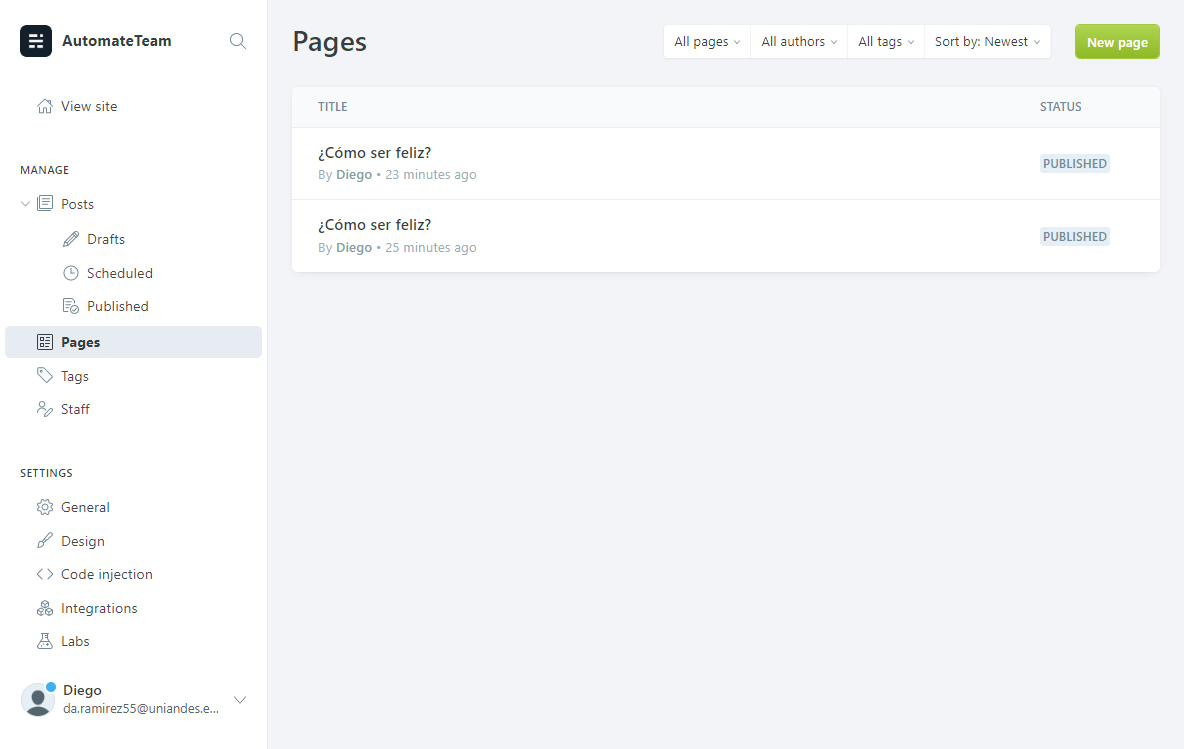 AutomateTeam
View site
MANAGE
Posts
Drafts
Scheduled
Published
Pages
Tags
Staff
SETTINGS
General
Design
Code injection
Integrations
Labs
Diego
da.ramirez55@uniandes.e...
Pages
All pages
All authors
All tags
Sort by: Newest
New page
TITLE STATUS
¿Cómo ser feliz?
By Diego • 23 minutes ago
PUBLISHED
¿Cómo ser feliz?
By Diego • 25 minutes ago
PUBLISHED